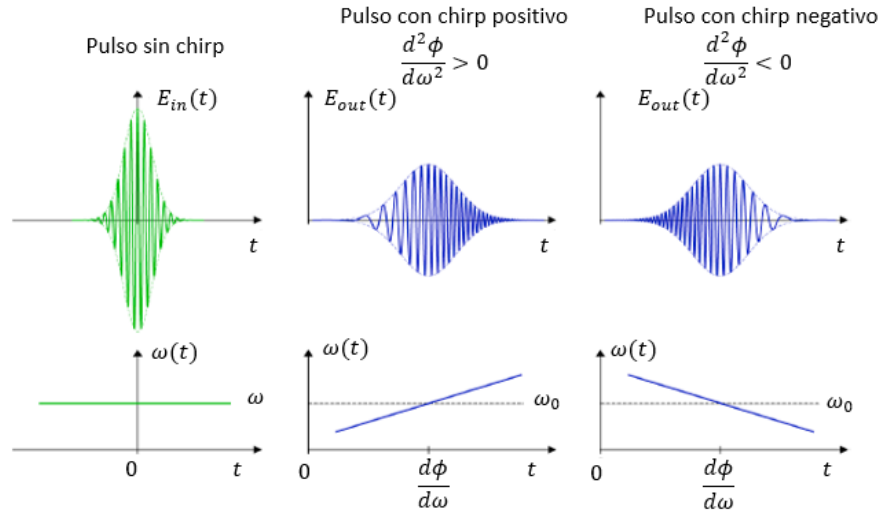 Pulso sin chirp
Pulso con chirp positivo
d²ϕ/dω² > 0
Pulso con chirp negativo
d²ϕ/dω² < 0
E_in(t)
t
E_out(t)
t
E_out(t)
t
ω(t)
ω
0
t
ω(t)
ω₀
0
dϕ/dω
t
ω(t)
ω₀
0
dϕ/dω
t